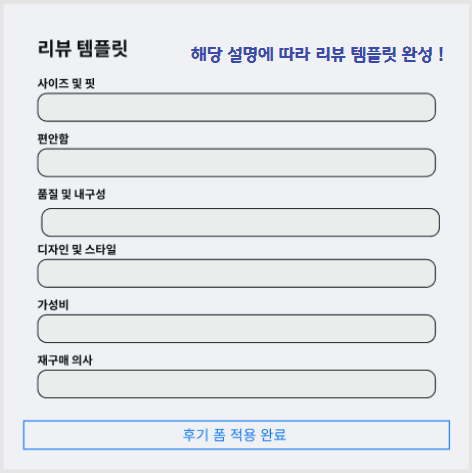 리뷰 템플릿
해당 설명에 따라 리뷰 템플릿 완성 !
사이즈 및 핏
편안함
품질 및 내구성
디자인 및 스타일
가성비
재구매 의사
후기 폼 적용 완료